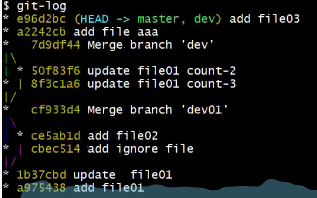 $ git-log
* e96d2bc (HEAD -> master, dev) add file03
* a2242cb add file aaa
* 7d9df44 Merge branch 'dev'
|\
| * 50f83f6 update file01 count-2
* | 8f3c1a6 update file01 count-3
|/
* cf933d4 Merge branch 'dev01'
|\
| * ce5ab1d add file02
* | cbec514 add ignore file
|/
* 1b37cbd update file01
* a975438 add file01